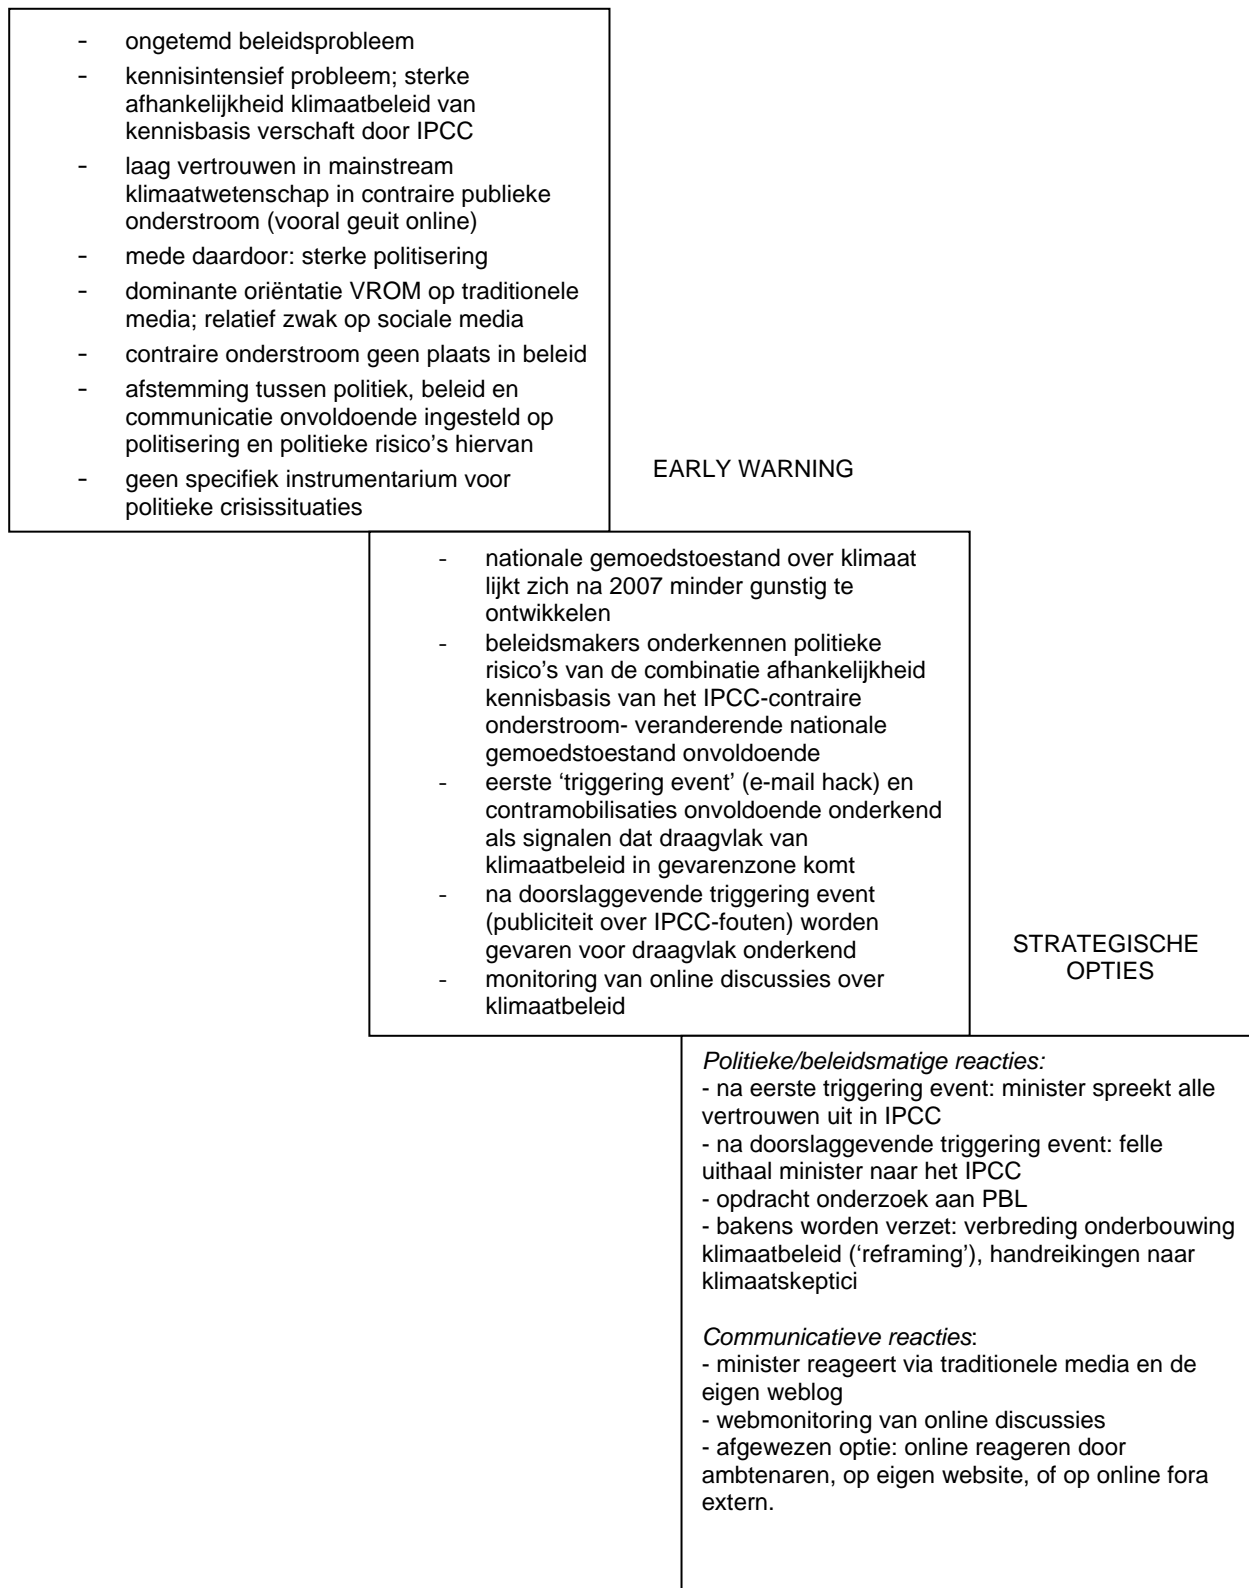 - ongetemd beleidsprobleem
- kennisintensief probleem; sterke
afhankelijkheid klimaatbeleid van
kennisbasis verschaft door IPCC
- laag vertrouwen in mainstream
klimaatwetenschap in contraire publieke
onderstroom (vooral geuit online)
- mede daardoor: sterke politisering
- dominante oriëntatie VROM op traditionele
media; relatief zwak op sociale media
- contraire onderstroom geen plaats in beleid
- afstemming tussen politiek, beleid en
communicatie onvoldoende ingesteld op
politisering en politieke risico's hiervan
- geen specifiek instrumentarium voor
politieke crisissituaties
EARLY WARNING
- nationale gemoedstoestand over klimaat
lijkt zich na 2007 minder gunstig te
ontwikkelen
- beleidsmakers onderkennen politieke
risico's van de combinatie afhankelijkheid
kennisbasis van het IPCC-contraire
onderstroom- veranderende nationale
gemoedstoestand onvoldoende
- eerste ‘triggering event’ (e-mail hack) en
contramobilisaties onvoldoende onderkend
als signalen dat draagvlak van
klimaatbeleid in gevarenzone komt
- na doorslaggevende triggering event
(publiciteit over IPCC-fouten) worden
gevaren voor draagvlak onderkend
- monitoring van online discussies over
klimaatbeleid
STRATEGISCHE
OPTIES
Politieke/beleidsmatige reacties:
- na eerste triggering event: minister spreekt alle
vertrouwen uit in IPCC
- na doorslaggevende triggering event: felle
uithaal minister naar het IPCC
- opdracht onderzoek aan PBL
- bakens worden verzet: verbreding onderbouwing
klimaatbeleid (‘reframing’), handreikingen naar
klimaatskeptici
Communicatieve reacties:
- minister reageert via traditionele media en de
eigen weblog
- webmonitoring van online discussies
- afgewezen optie: online reageren door
ambtenaren, op eigen website, of op online fora
extern.